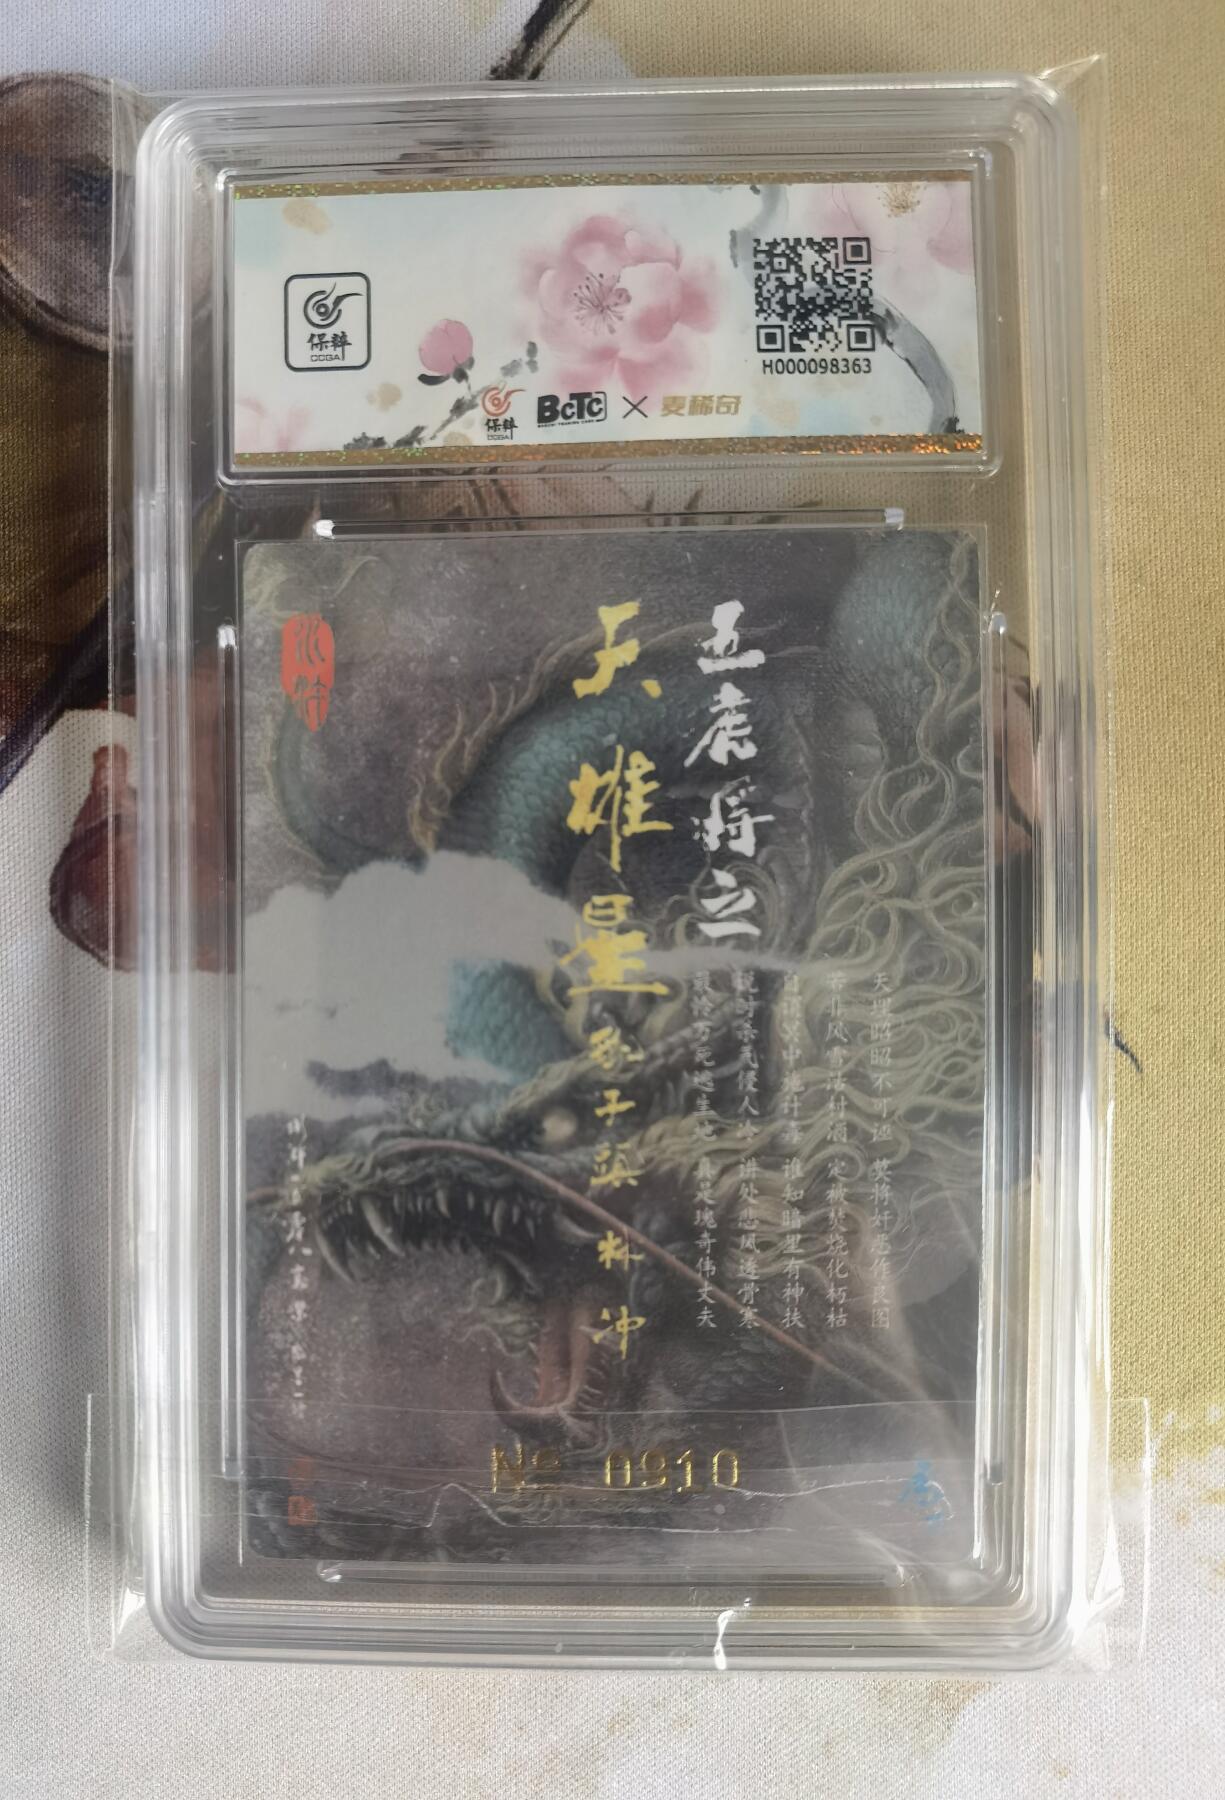 保粹
CCGA
H000098363
保粹
CCGA
BCTC
×
麦稀奇
水浒
五虎将之
天雄星
豹子頭 林冲
天理昭昭不可诬 莫将奸恶作良图
若非风雪沽村酒 定被焚烧化朽枯
自谓冥中施计毒 谁知暗里有神扶
最怜万死逃生地 真是瑰奇伟丈夫
№ 0910